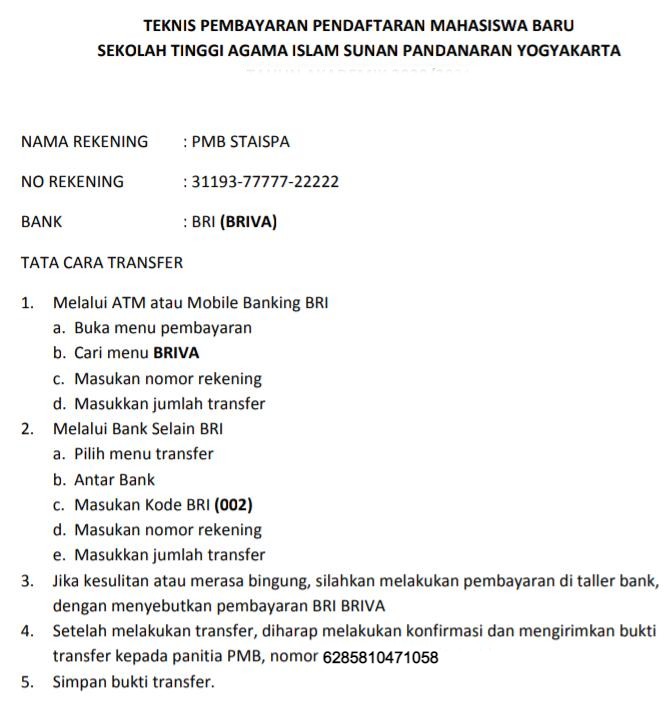 TEKNIS PEMBAYARAN PENDAFTARAN MAHASISWA BARU
SEKOLAH TINGGI AGAMA ISLAM SUNAN PANDANARAN YOGYAKARTA
NAMA REKENING : PMB STAISPA
NO REKENING : 31193-77777-22222
BANK : BRI (BRIVA)
TATA CARA TRANSFER
1. Melalui ATM atau Mobile Banking BRI
a. Buka menu pembayaran
b. Cari menu BRIVA
c. Masukan nomor rekening
d. Masukkan jumlah transfer
2. Melalui Bank Selain BRI
a. Pilih menu transfer
b. Antar Bank
c. Masukan Kode BRI (002)
d. Masukan nomor rekening
e. Masukkan jumlah transfer
3. Jika kesulitan atau merasa bingung, silahkan melakukan pembayaran di taller bank,
dengan menyebutkan pembayaran BRI BRIVA
4. Setelah melakukan transfer, diharap melakukan konfirmasi dan mengirimkan bukti
transfer kepada panitia PMB, nomor 6285810471058
5. Simpan bukti transfer.